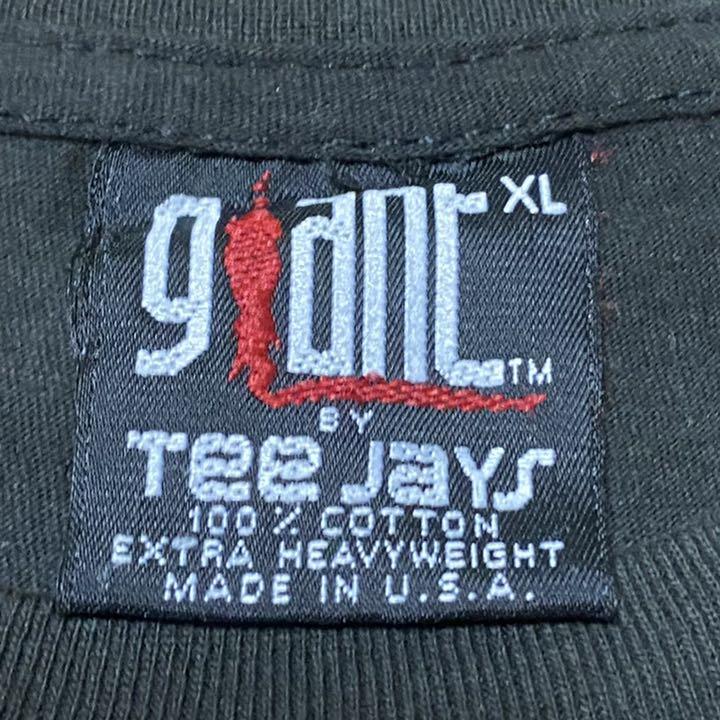 giant XL
TM
BY
Tee Jays
100% COTTON
EXTRA HEAVYWEIGHT
MADE IN U.S.A.